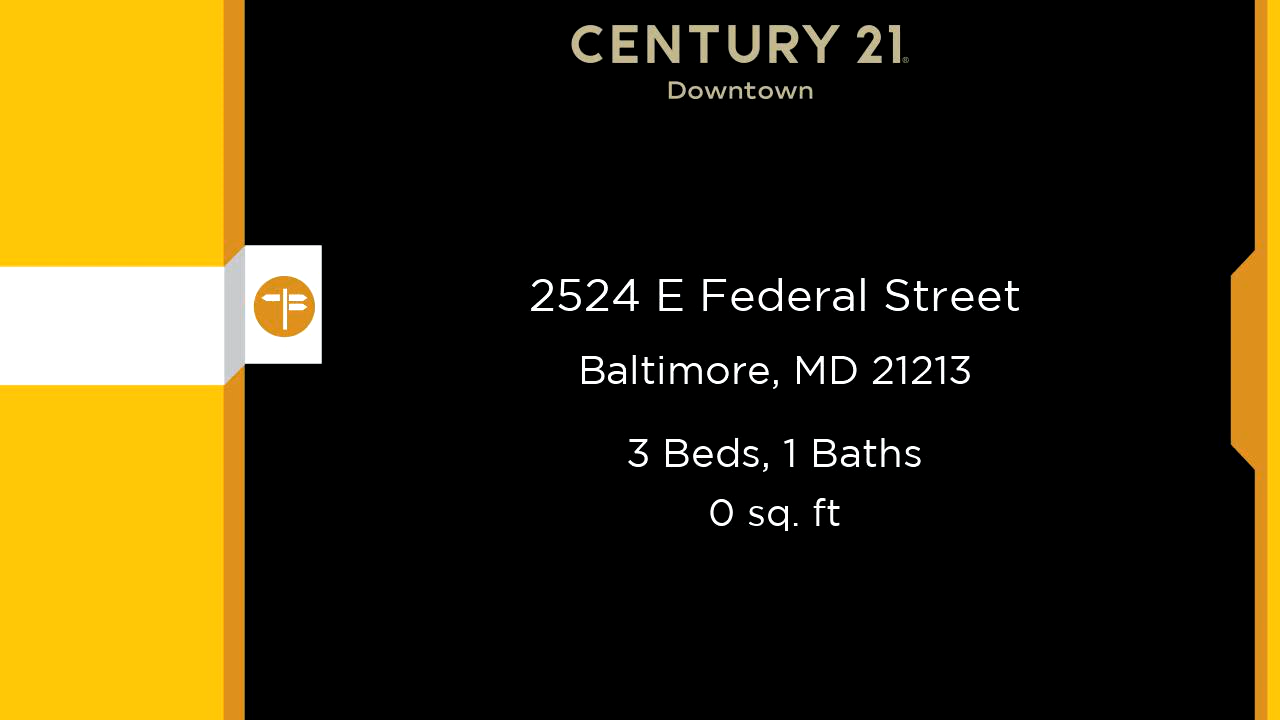 CENTURY 21®
Downtown
2524 E Federal Street
Baltimore, MD 21213
3 Beds, 1 Baths
0 sq. ft